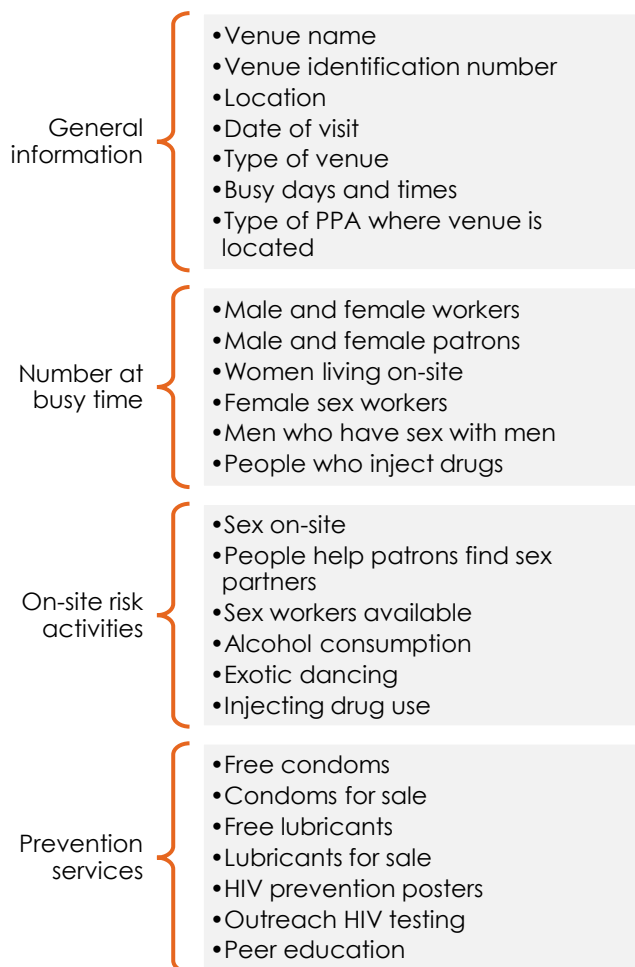 General
information
•Venue name
•Venue identification number
•Location
•Date of visit
•Type of venue
•Busy days and times
•Type of PPA where venue is
located
Number at
busy time
•Male and female workers
•Male and female patrons
•Women living on-site
•Female sex workers
•Men who have sex with men
•People who inject drugs
On-site risk
activities
•Sex on-site
•People help patrons find sex
partners
•Sex workers available
•Alcohol consumption
•Exotic dancing
•Injecting drug use
Prevention
services
•Free condoms
•Condoms for sale
•Free lubricants
•Lubricants for sale
•HIV prevention posters
•Outreach HIV testing
•Peer education